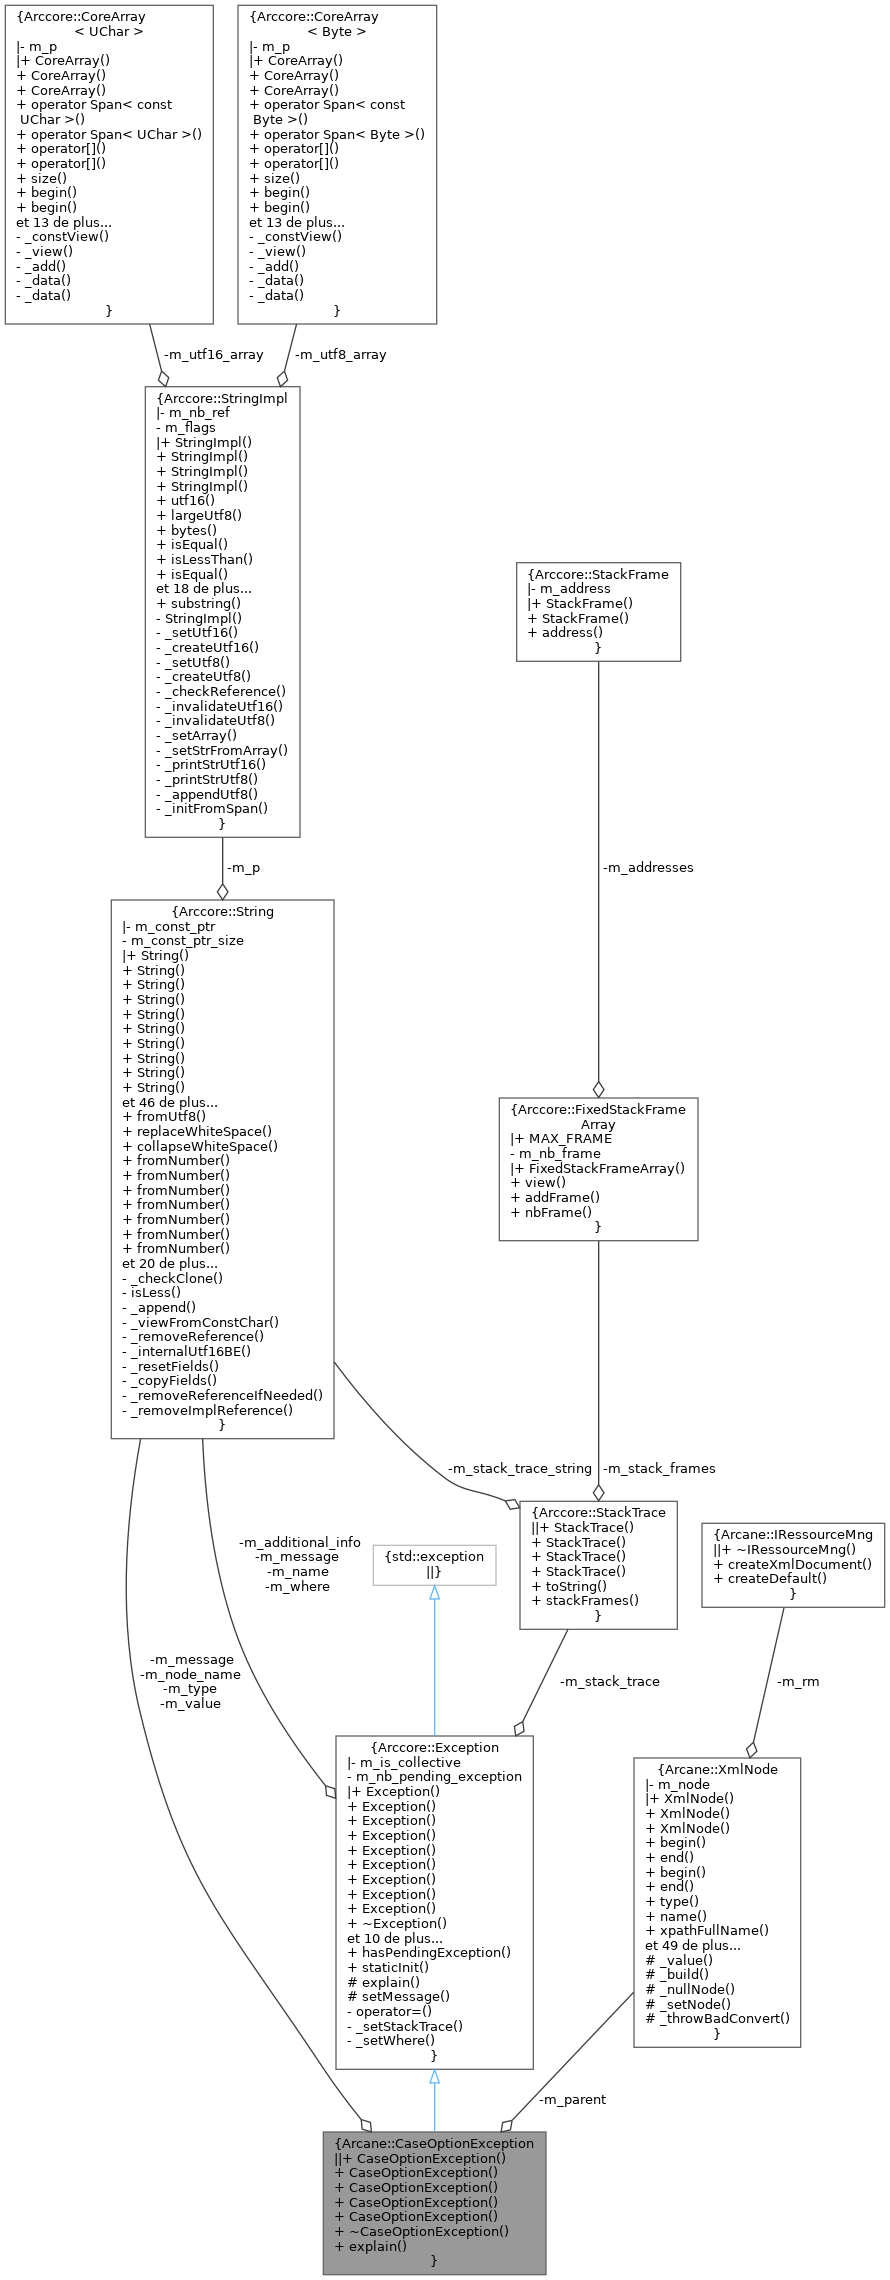 {Arccore::CoreArray
< UChar >
|- m_p
|+ CoreArray()
+ CoreArray()
+ CoreArray()
+ operator Span< const
UChar >()
+ operator Span< UChar >()
+ operator[]()
+ operator[]()
+ size()
+ begin()
+ begin()
et 13 de plus...
- _constView()
- _view()
- _add()
- _data()
- _data()
}
{Arccore::CoreArray
< Byte >
|- m_p
|+ CoreArray()
+ CoreArray()
+ CoreArray()
+ operator Span< const
Byte >()
+ operator Span< Byte >()
+ operator[]()
+ operator[]()
+ size()
+ begin()
+ begin()
et 13 de plus...
- _constView()
- _view()
- _add()
- _data()
- _data()
}
-m_utf16_array
-m_utf8_array
{Arccore::StringImpl
|- m_nb_ref
- m_flags
|+ StringImpl()
+ StringImpl()
+ StringImpl()
+ StringImpl()
+ utf16()
+ largeUtf8()
+ bytes()
+ isEqual()
+ isLessThan()
+ isEqual()
et 18 de plus...
+ substring()
- StringImpl()
- _setUtf16()
- _createUtf16()
- _setUtf8()
- _createUtf8()
- _checkReference()
- _invalidateUtf16()
- _invalidateUtf8()
- _setArray()
- _setStrFromArray()
- _printStrUtf16()
- _printStrUtf8()
- _appendUtf8()
- _initFromSpan()
}
{Arccore::StackFrame
|- m_address
|+ StackFrame()
+ StackFrame()
+ address()
}
-m_p
-m_addresses
{Arccore::String
|- m_const_ptr
- m_const_ptr_size
|+ String()
+ String()
+ String()
+ String()
+ String()
+ String()
+ String()
+ String()
+ String()
+ String()
et 46 de plus...
+ fromUtf8()
+ replaceWhiteSpace()
+ collapseWhiteSpace()
+ fromNumber()
+ fromNumber()
+ fromNumber()
+ fromNumber()
+ fromNumber()
+ fromNumber()
+ fromNumber()
et 20 de plus...
- _checkClone()
- isLess()
- _append()
- _viewFromConstChar()
- _removeReference()
- _internalUtf16BE()
- _resetFields()
- _copyFields()
- _removeReferenceIfNeeded()
- _removeImplReference()
}
{Arccore::FixedStackFrame
Array
|+ MAX_FRAME
- m_nb_frame
|+ FixedStackFrameArray()
+ view()
+ addFrame()
+ nbFrame()
}
-m_stack_trace_string
-m_stack_frames
{Arccore::StackTrace
||+ StackTrace()
+ StackTrace()
+ StackTrace()
+ StackTrace()
+ toString()
+ stackFrames()
}
{Arcane::IRessourceMng
||+ ~IRessourceMng()
+ createXmlDocument()
+ createDefault()
}
-m_additional_info
-m_message
-m_name
-m_where
{std::exception
||}
-m_message
-m_node_name
-m_type
-m_value
-m_stack_trace
-m_rm
{Arccore::Exception
|- m_is_collective
- m_nb_pending_exception
|+ Exception()
+ Exception()
+ Exception()
+ Exception()
+ Exception()
+ Exception()
+ Exception()
+ Exception()
+ Exception()
+ ~Exception()
et 10 de plus...
+ hasPendingException()
+ staticInit()
# explain()
# setMessage()
- operator=()
- _setStackTrace()
- _setWhere()
}
{Arcane::XmlNode
|- m_node
|+ XmlNode()
+ XmlNode()
+ XmlNode()
+ begin()
+ end()
+ begin()
+ end()
+ type()
+ name()
+ xpathFullName()
et 49 de plus...
# _value()
# _build()
# _nullNode()
# _setNode()
# _throwBadConvert()
}
-m_parent
{Arcane::CaseOptionException
||+ CaseOptionException()
+ CaseOptionException()
+ CaseOptionException()
+ CaseOptionException()
+ CaseOptionException()
+ ~CaseOptionException()
+ explain()
}